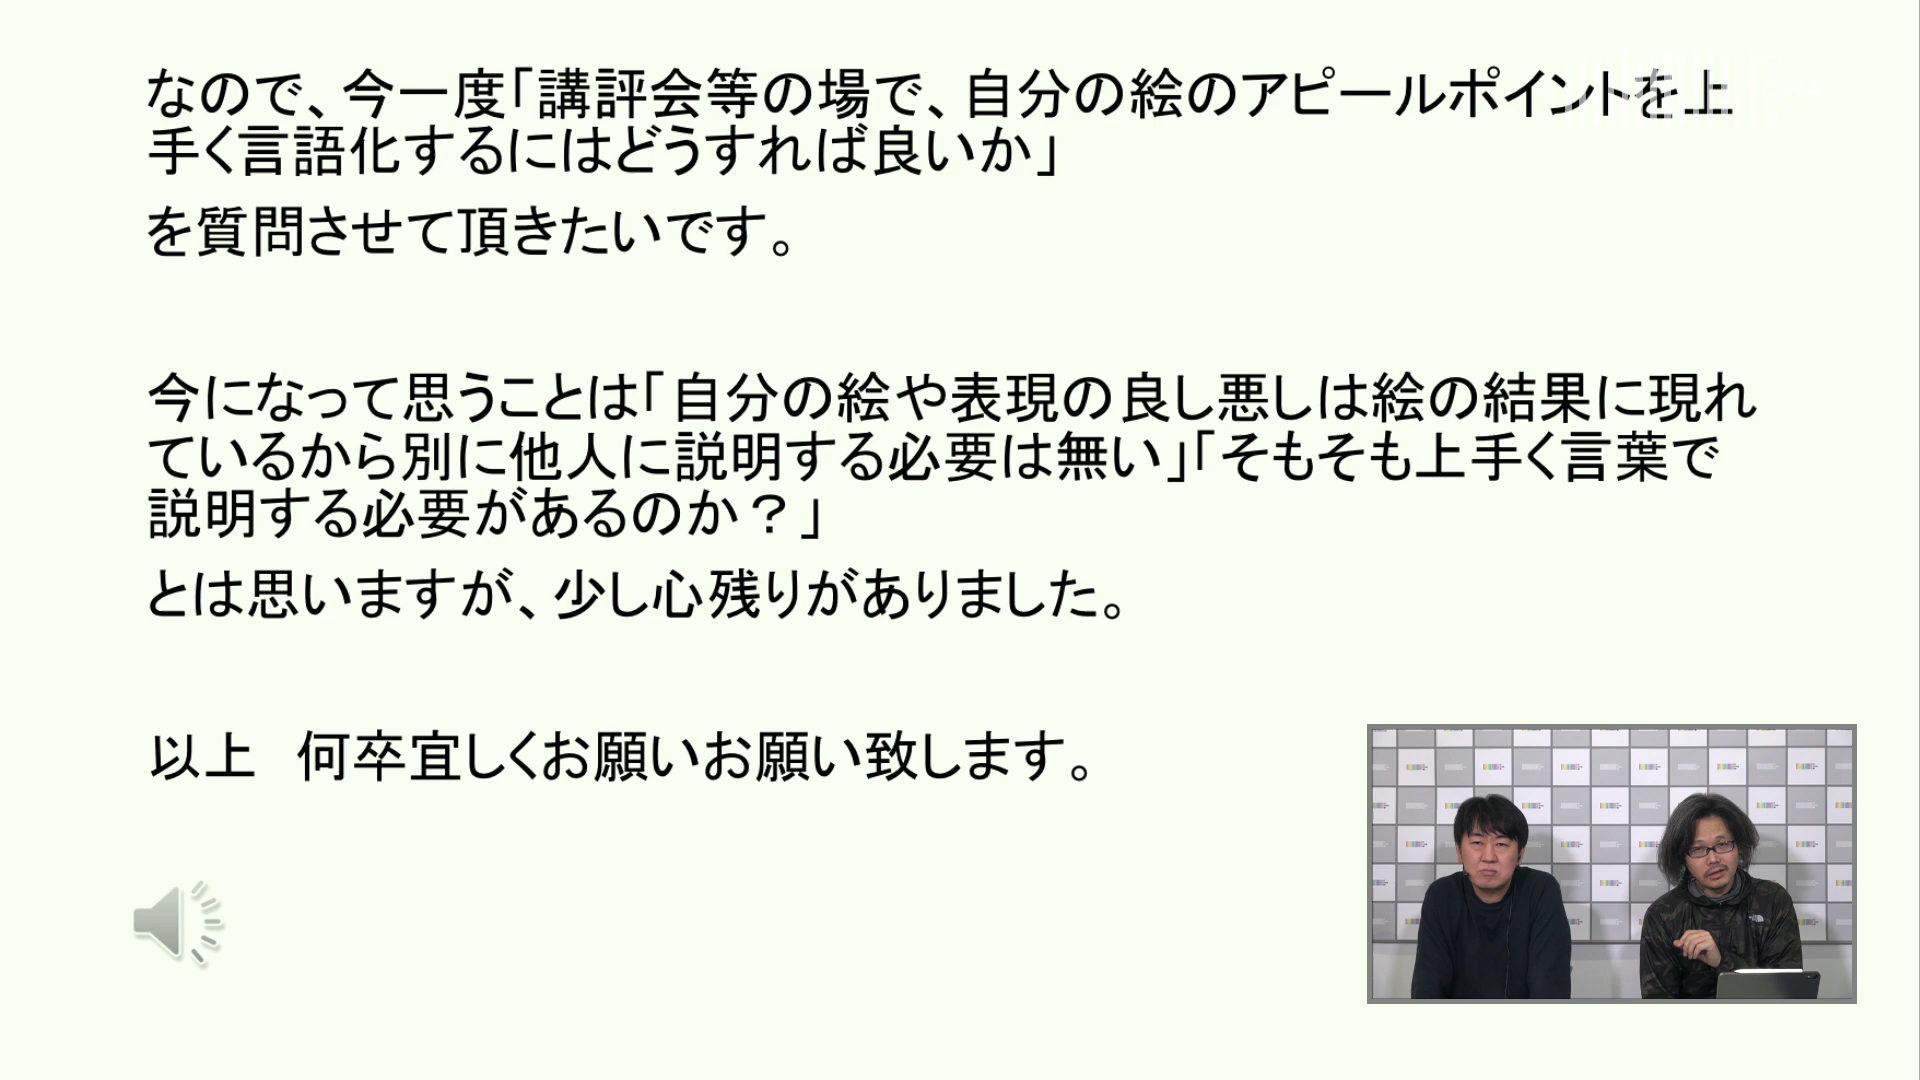 なので、今一度「講評会等の場で、自分の絵のアピールポイントを上
手く言語化するにはどうすれば良いか」
を質問させて頂きたいです。
今になって思うことは「自分の絵や表現の良し悪しは絵の結果に現れ
ているから別に他人に説明する必要は無い」「そもそも上手く言葉で
説明する必要があるのか？」
とは思いますが、少し心残りがありました。
以上　何卒宜しくお願いお願い致します。